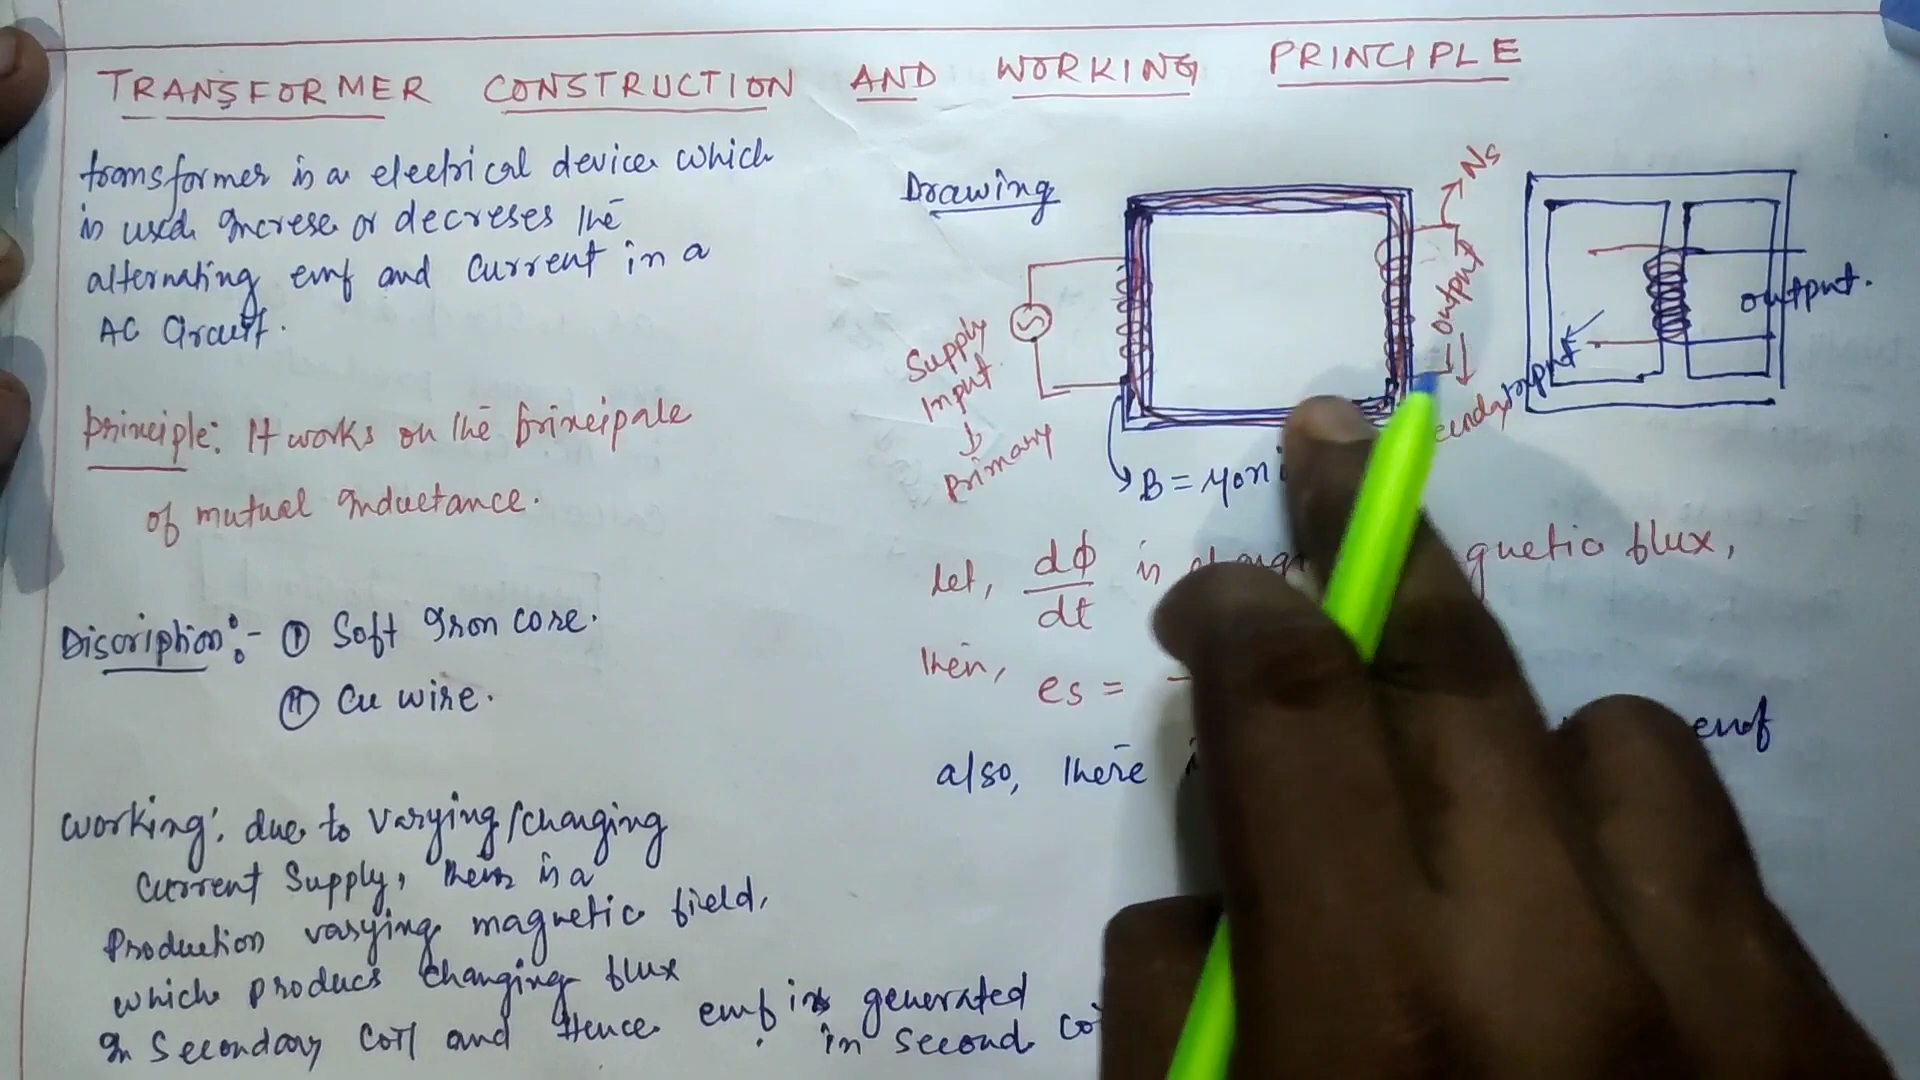 TRANSFORMER CONSTRUCTION AND WORKING PRINCIPLE
transformer is a electrical device which
is used increse or decreses the
alternating emf and current in a
AC Circuit.
Principle: It works on the principale
of mutual inductance.
Discription:- (I) Soft Iron core.
(II) Cu wire.
Working: due to varying/changing
Current Supply, there is a
Production varying magnetic field,
which produces changing flux
In Secondary Coil and Hence emf is generated
in second
Drawing
Ns
Supply
Input
Primary
Output
output.
Input
B = μ0ni
Let, dφ/dt is
flux,
then, es = -
also, there
emf